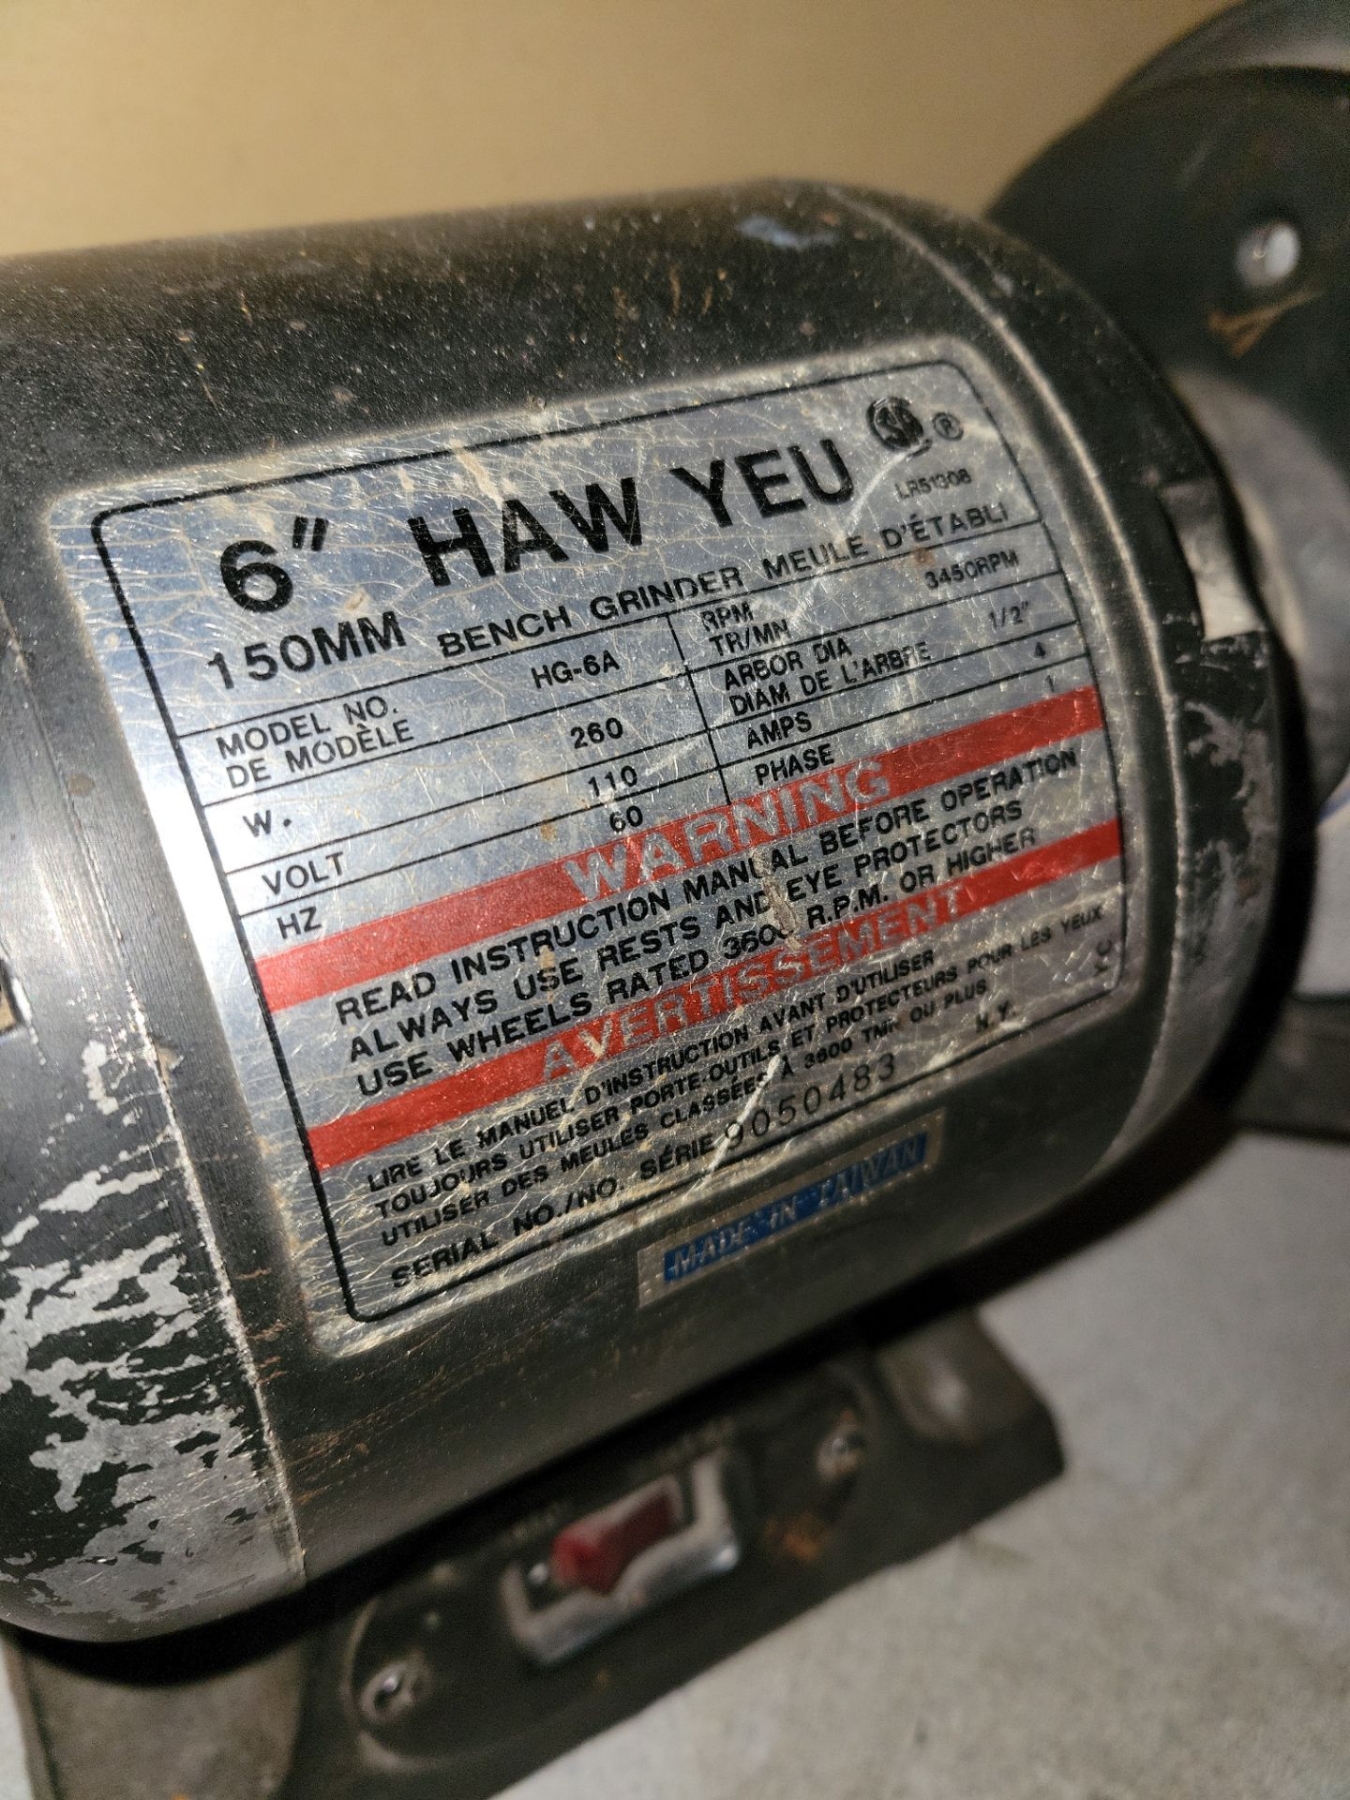 6" HAW YEU SA ®
LR51308
150MM BENCH GRINDER MEULE D'ÉTABLI
MODEL NO. HG-6A
DE MODÈLE
RPM 3450RPM
TR/MN
W. 260
ARBOR DIA 1/2"
DIAM DE L'ARBRE
VOLT 110
AMPS 4
HZ 60
PHASE 1
WARNING
READ INSTRUCTION MANUAL BEFORE OPERATION
ALWAYS USE RESTS AND EYE PROTECTORS
USE WHEELS RATED 3600 R.P.M. OR HIGHER
AVERTISSEMENT
LIRE LE MANUEL D'INSTRUCTION AVANT D'UTILISER
TOUJOURS UTILISER PORTE-OUTILS ET PROTECTEURS POUR LES YEUX
UTILISER DES MEULES CLASSÉES À 3600 TMN OU PLUS
SERIAL NO./NO. SÉRIE 9050483 N.Y.
MADE IN TAIWAN